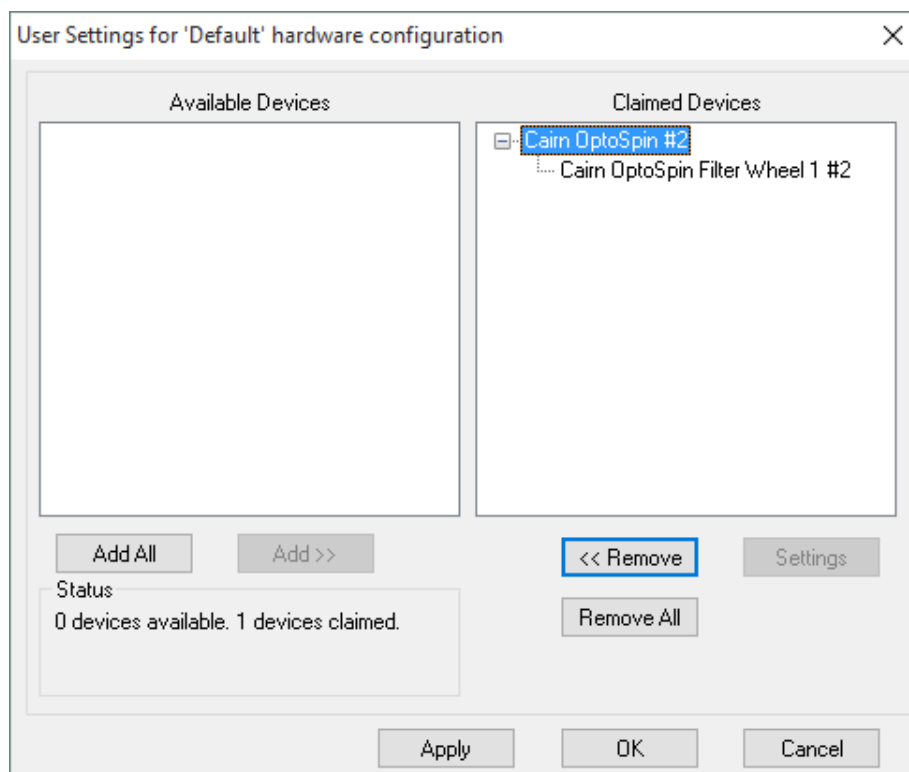 User Settings for 'Default' hardware configuration
Available Devices
Claimed Devices
Cairn OptoSpin #2
Cairn OptoSpin Filter Wheel 1 #2
Add All
Add >>
<< Remove
Settings
Status
0 devices available. 1 devices claimed.
Remove All
Apply
OK
Cancel